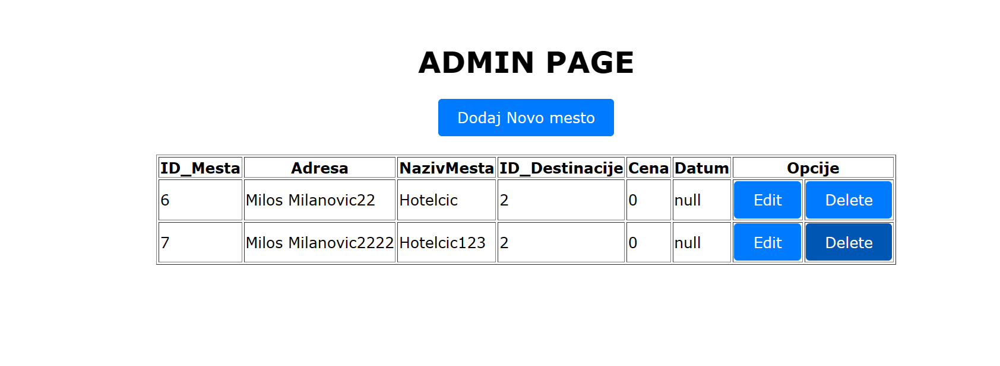 ADMIN PAGE
Dodaj Novo mesto
ID_Mesta Adresa NazivMesta ID_Destinacije Cena Datum Opcije
6 Milos Milanovic22 Hotelcic 2 0 null Edit Delete
7 Milos Milanovic2222 Hotelcic123 2 0 null Edit Delete